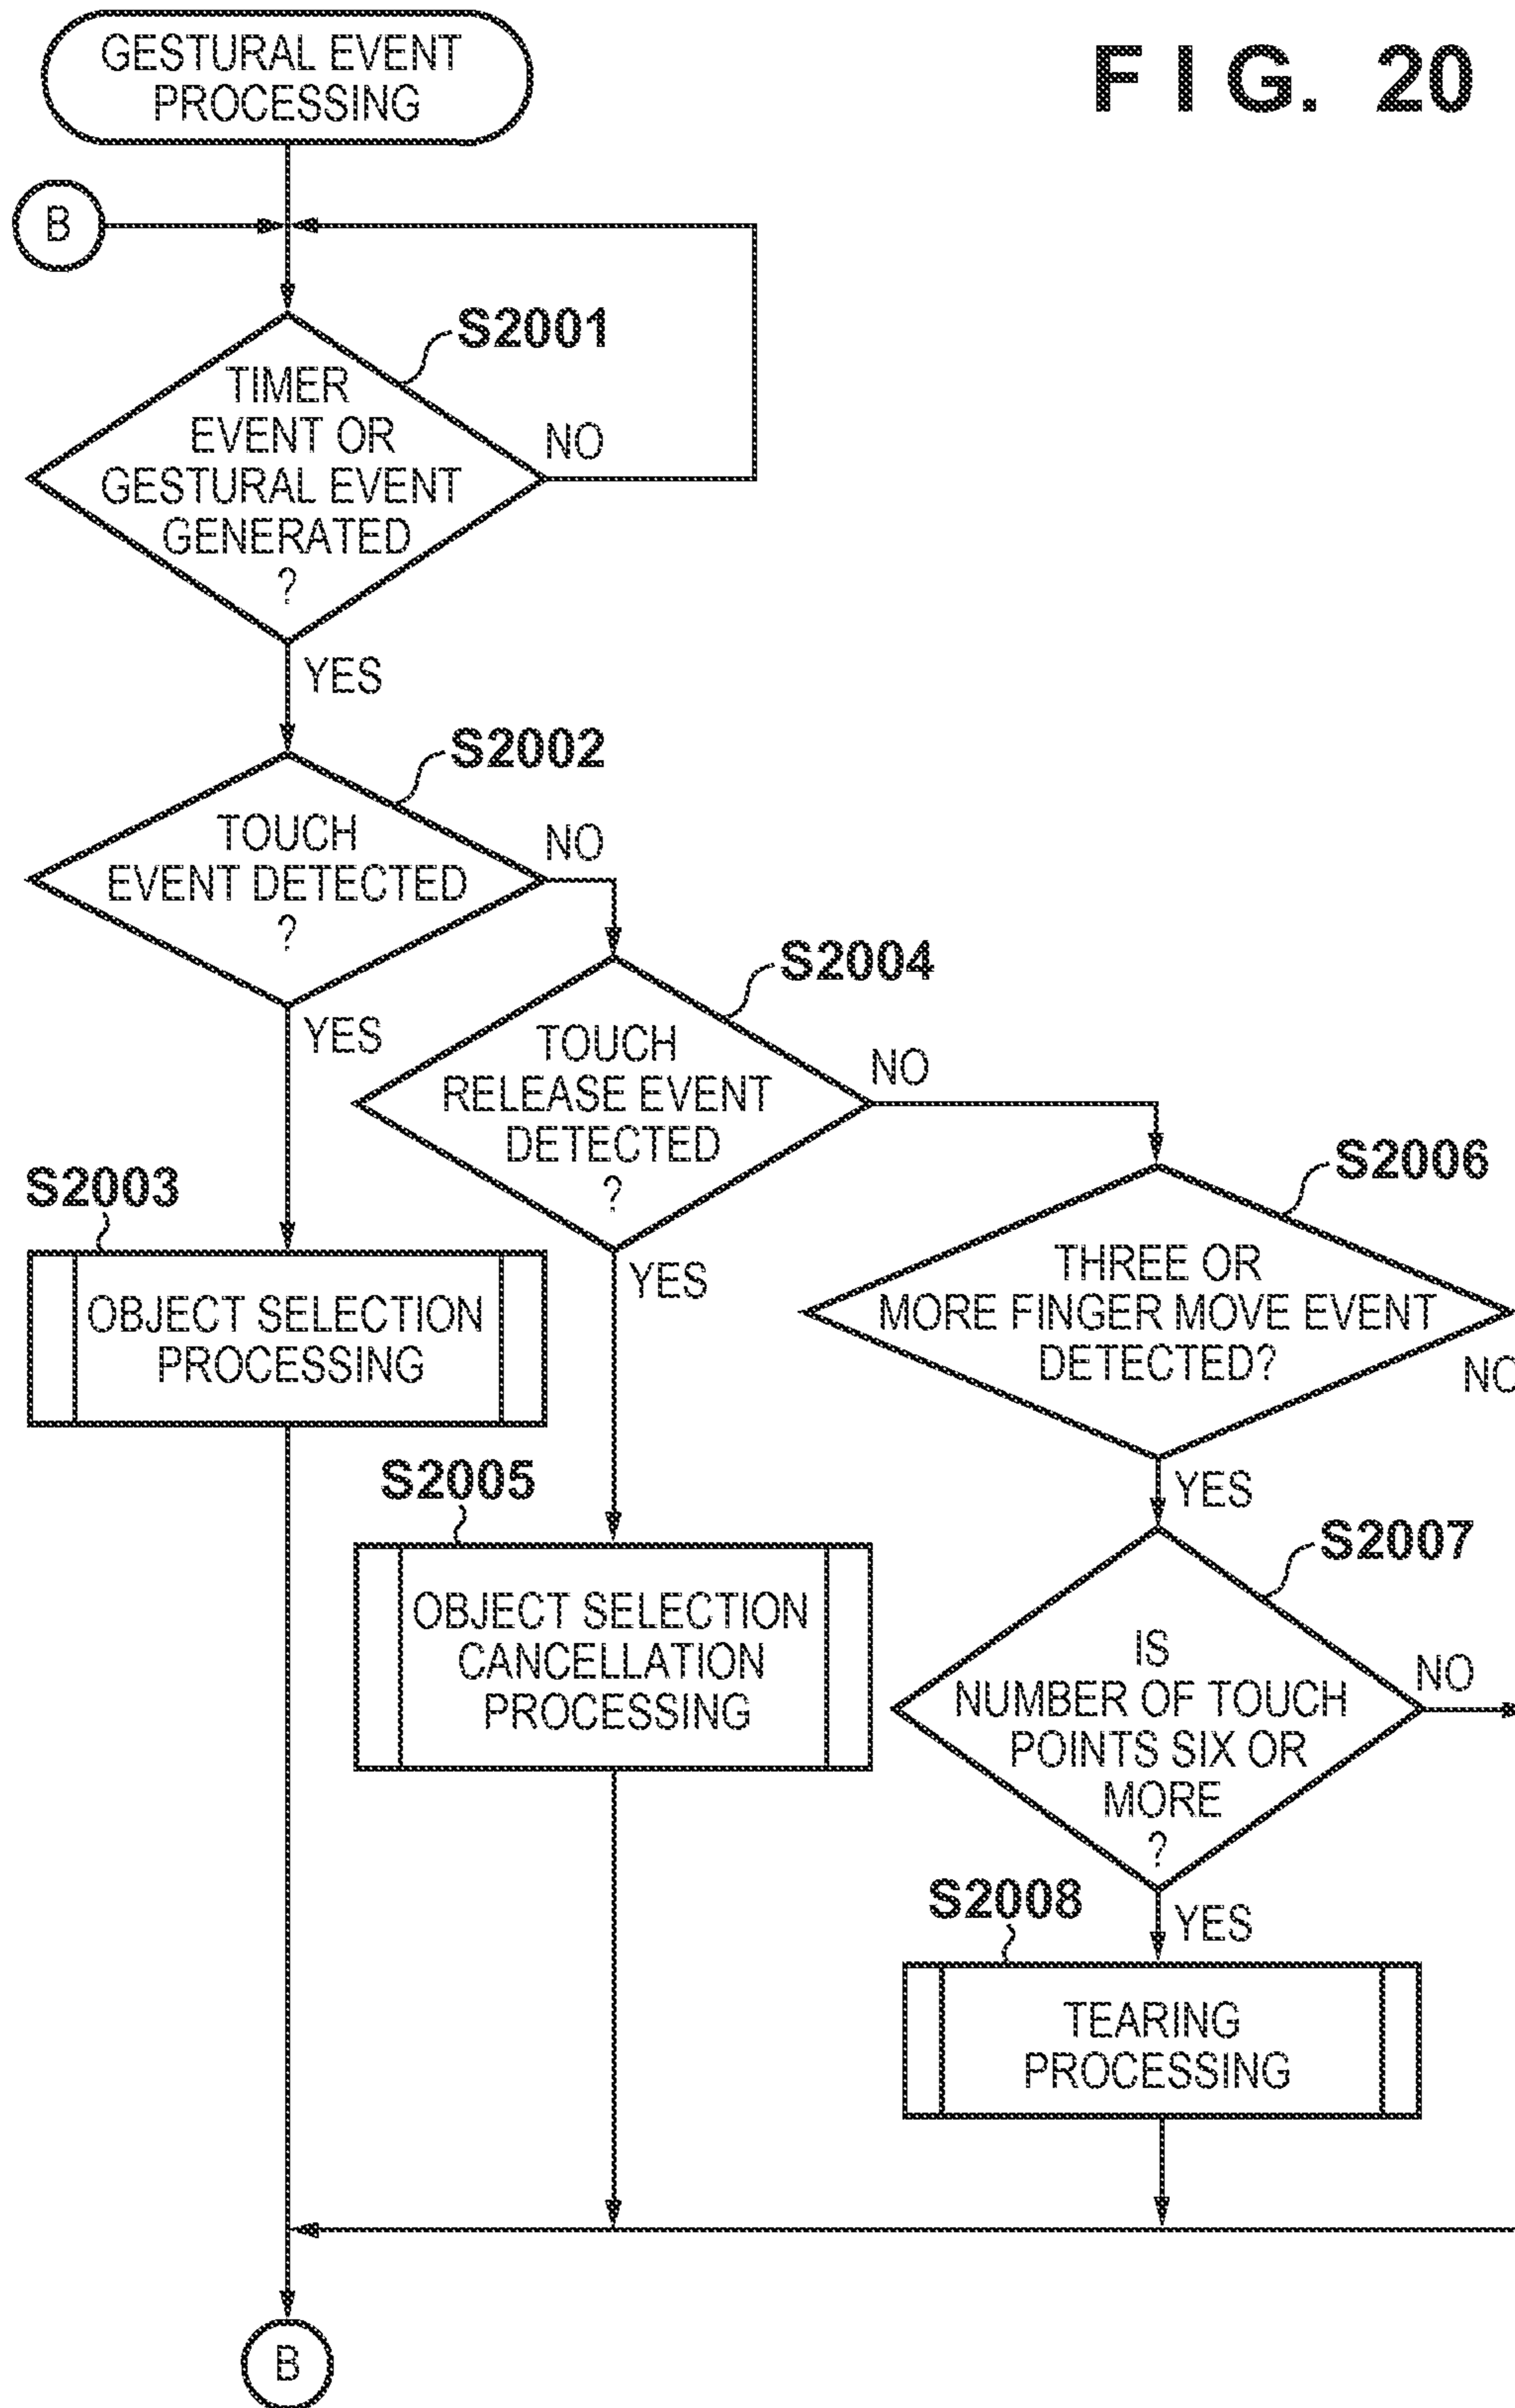 FIG. 20
GESTURAL EVENT
PROCESSING
B
S2001
TIMER
EVENT OR
GESTURAL EVENT
GENERATED
?
NO
YES
S2002
TOUCH
EVENT DETECTED
?
NO
YES
S2004
TOUCH
RELEASE EVENT
DETECTED
?
NO
YES
S2003
OBJECT SELECTION
PROCESSING
S2006
THREE OR
MORE FINGER MOVE EVENT
DETECTED?
NO
YES
S2005
OBJECT SELECTION
CANCELLATION
PROCESSING
S2007
IS
NUMBER OF TOUCH
POINTS SIX OR
MORE
?
NO
YES
S2008
TEARING
PROCESSING
B